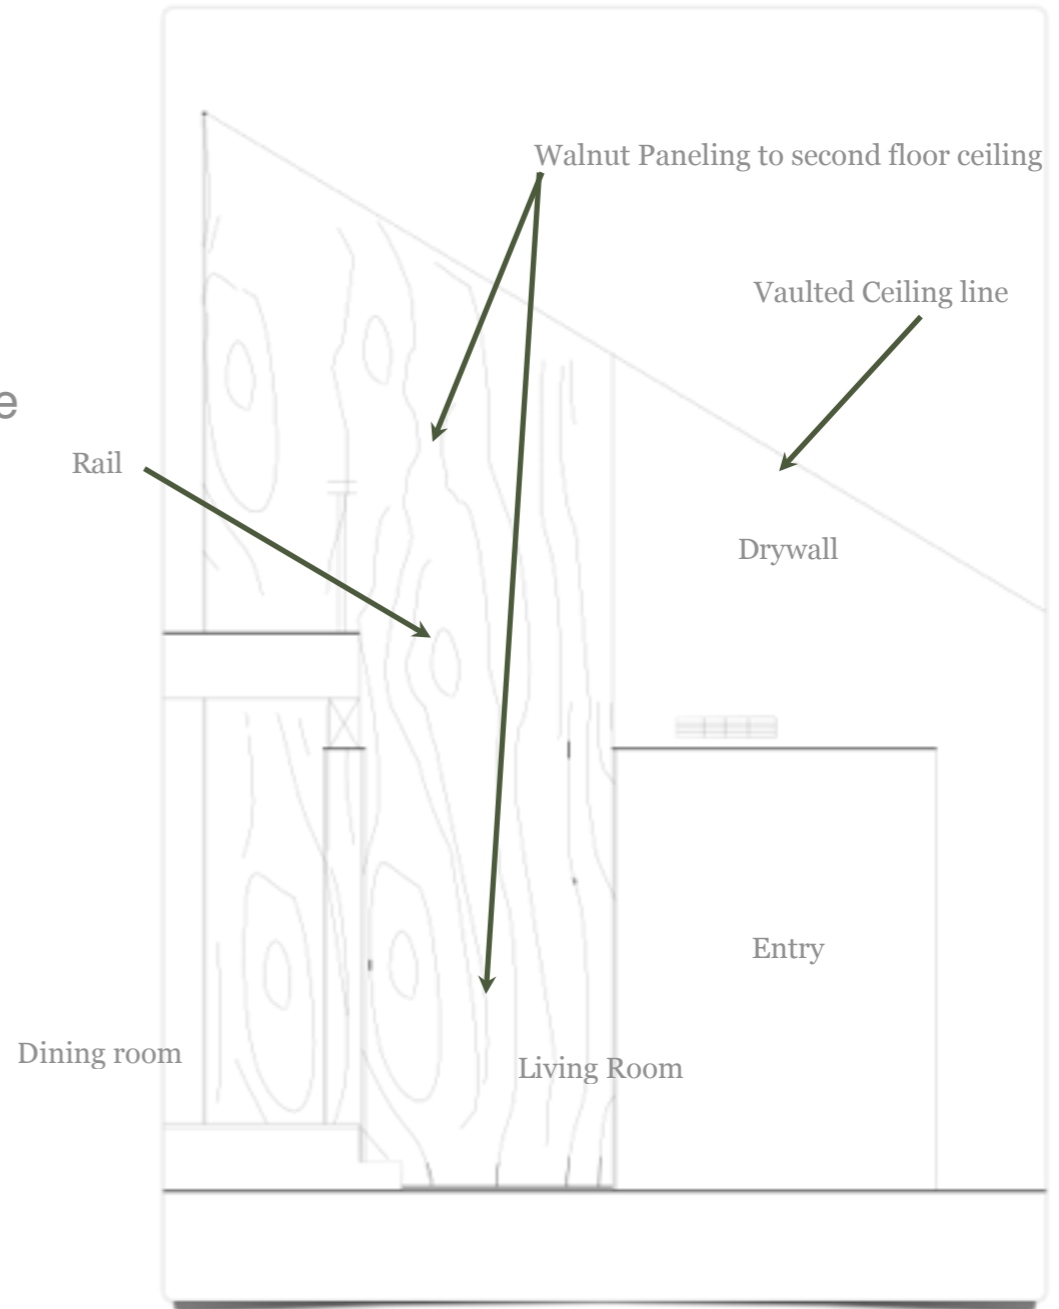 Walnut Paneling to second floor ceiling
Vaulted Ceiling line
e
Rail
Drywall
Entry
Dining room
Living Room